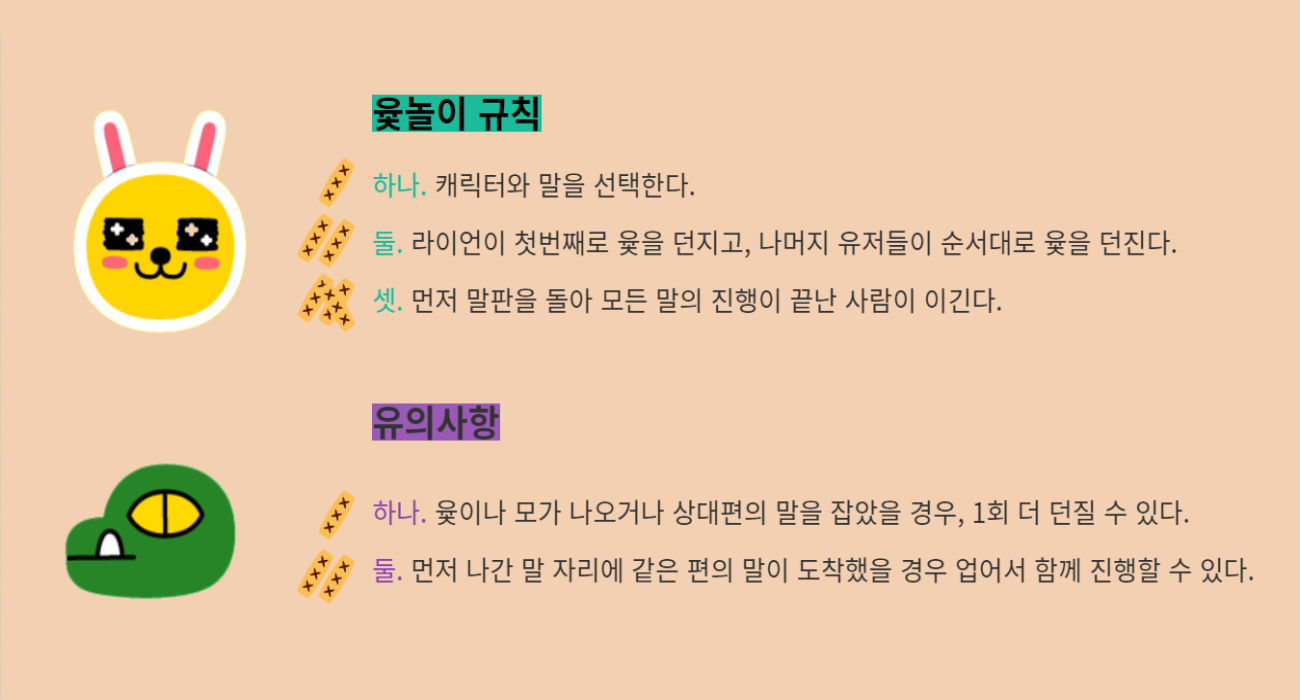 윷놀이 규칙
하나. 캐릭터와 말을 선택한다.
둘. 라이언이 첫번째로 윷을 던지고, 나머지 유저들이 순서대로 윷을 던진다.
셋. 먼저 말판을 돌아 모든 말의 진행이 끝난 사람이 이긴다.
유의사항
하나. 윷이나 모가 나오거나 상대편의 말을 잡았을 경우, 1회 더 던질 수 있다.
둘. 먼저 나간 말 자리에 같은 편의 말이 도착했을 경우 업어서 함께 진행할 수 있다.